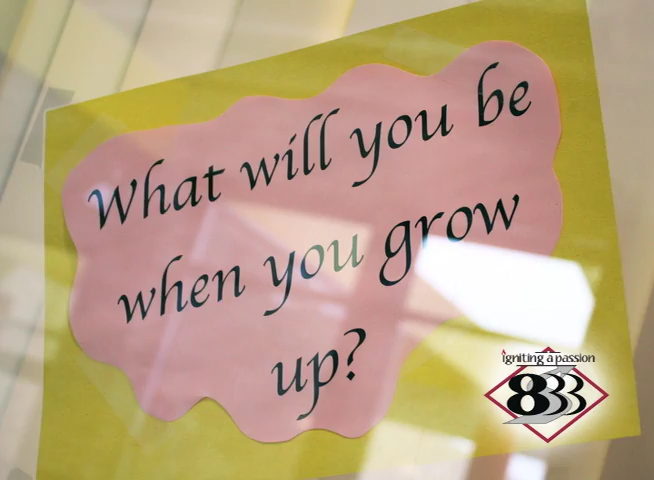 What will you be
when you grow
up?
igniting a passion
833